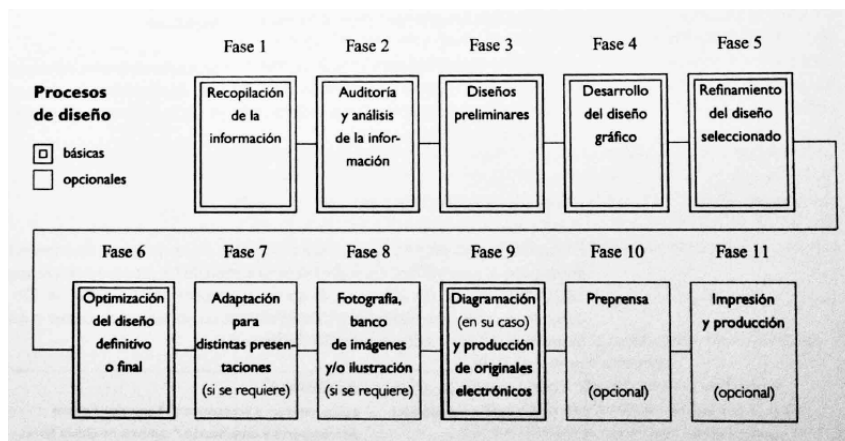 Procesos
de diseño
básicas
opcionales
Fase 1
Recopilación
de la
información
Fase 2
Auditoría
y análisis
de la infor-
mación
Fase 3
Diseños
preliminares
Fase 4
Desarrollo
del diseño
gráfico
Fase 5
Refinamiento
del diseño
seleccionado
Fase 6
Optimización
del diseño
definitivo
o final
Fase 7
Adaptación
para
distintas presen-
taciones
(si se requiere)
Fase 8
Fotografía,
banco
de imágenes
y/o ilustración
(si se requiere)
Fase 9
Diagramación
(en su caso)
y producción
de originales
electrónicos
Fase 10
Preprensa
(opcional)
Fase 11
Impresión
y producción
(opcional)